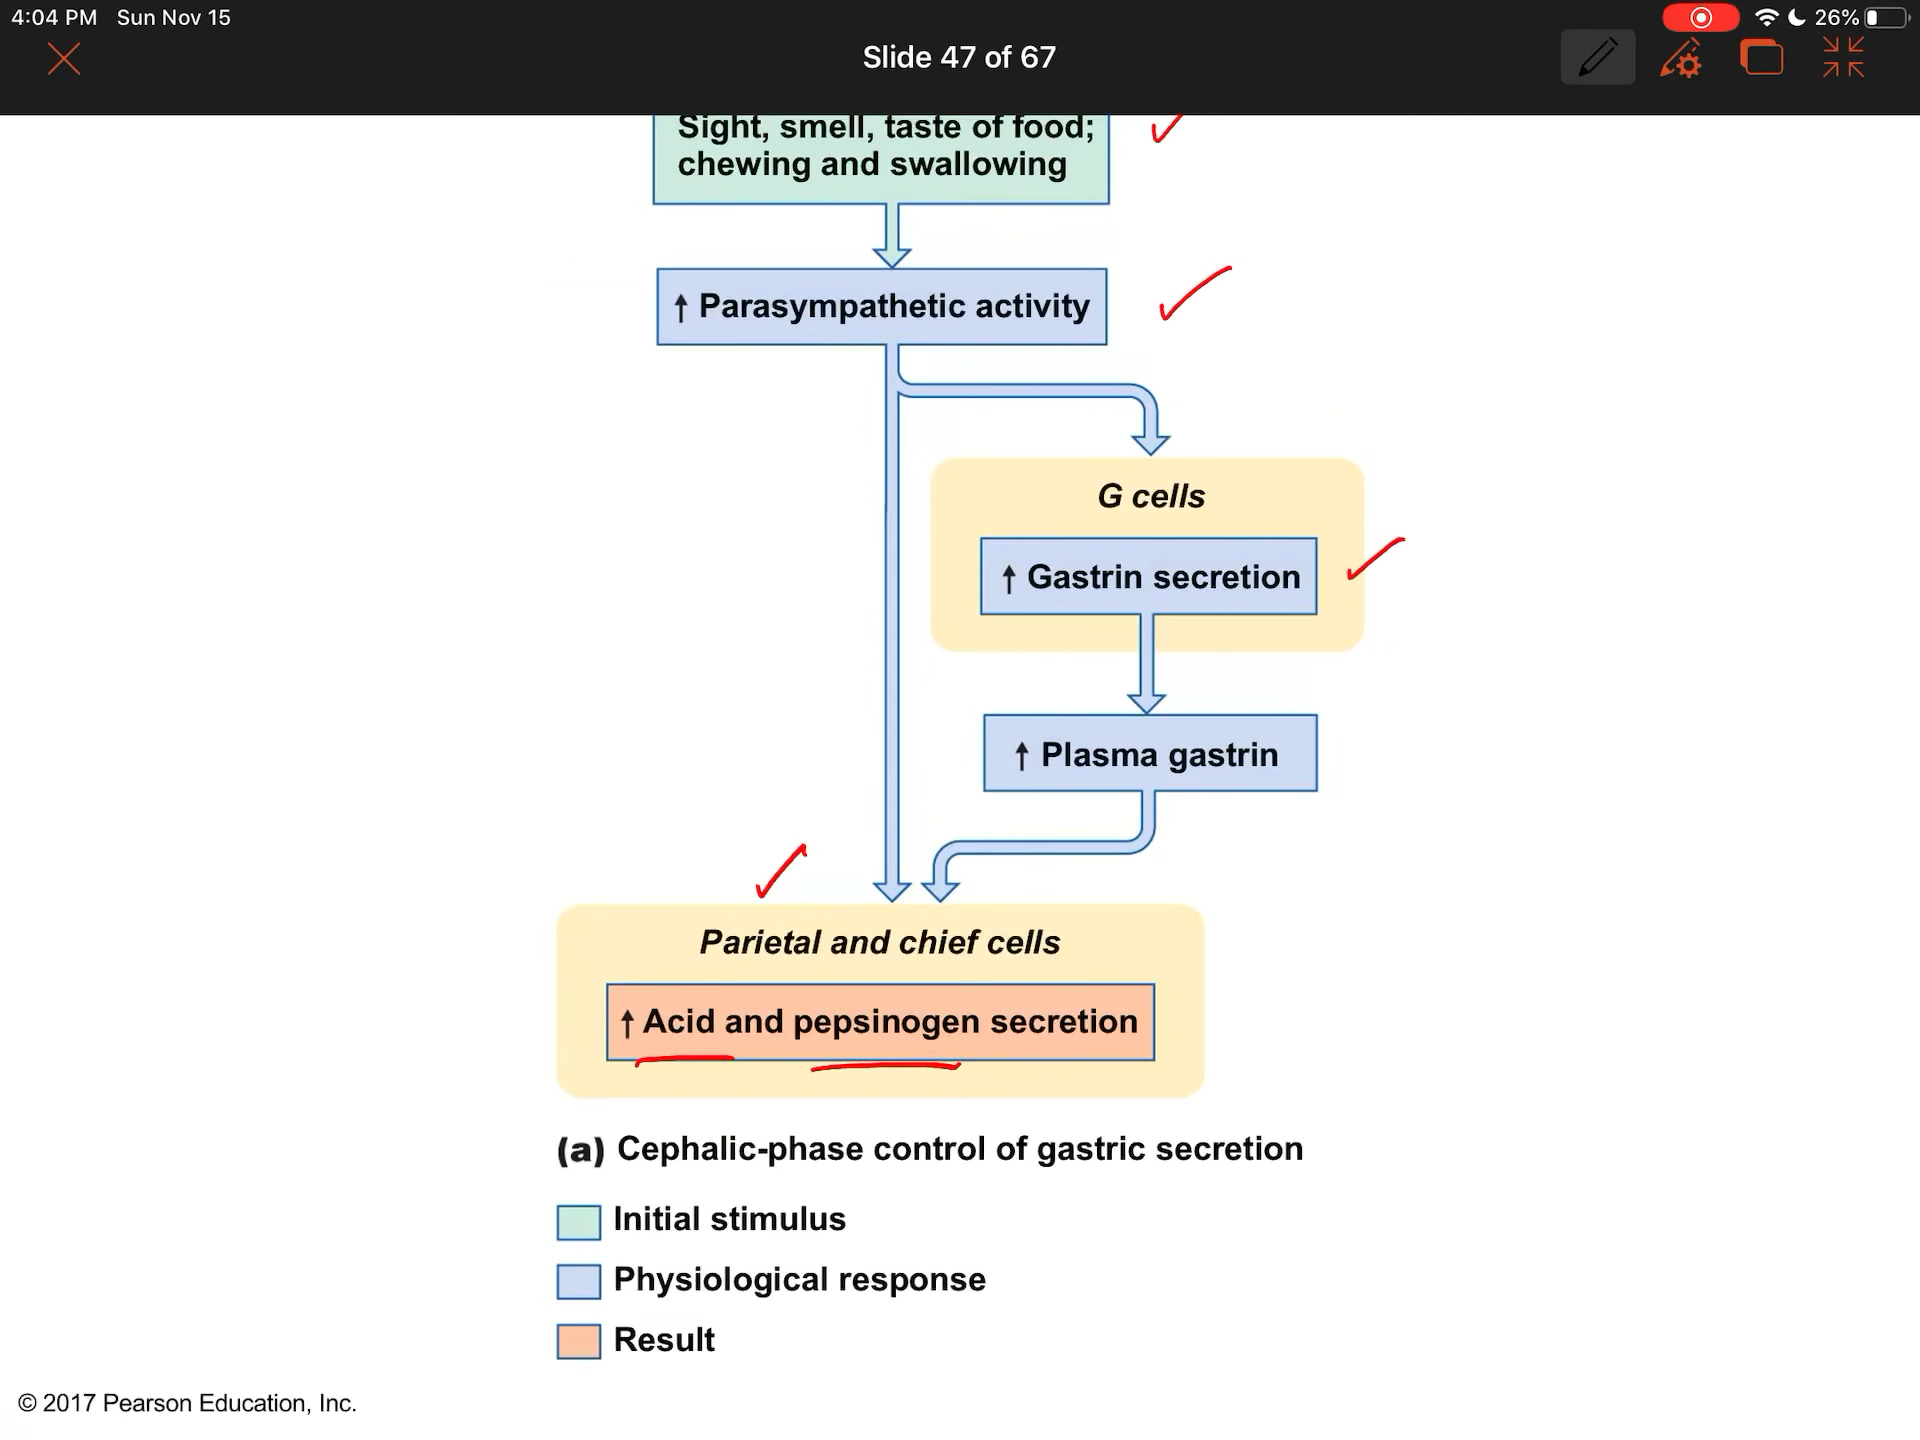 4:04 PM Sun Nov 15
26%
Slide 47 of 67
Sight, smell, taste of food;
chewing and swallowing
↑ Parasympathetic activity
G cells
↑ Gastrin secretion
↑ Plasma gastrin
Parietal and chief cells
↑ Acid and pepsinogen secretion
(a) Cephalic-phase control of gastric secretion
Initial stimulus
Physiological response
Result
© 2017 Pearson Education, Inc.